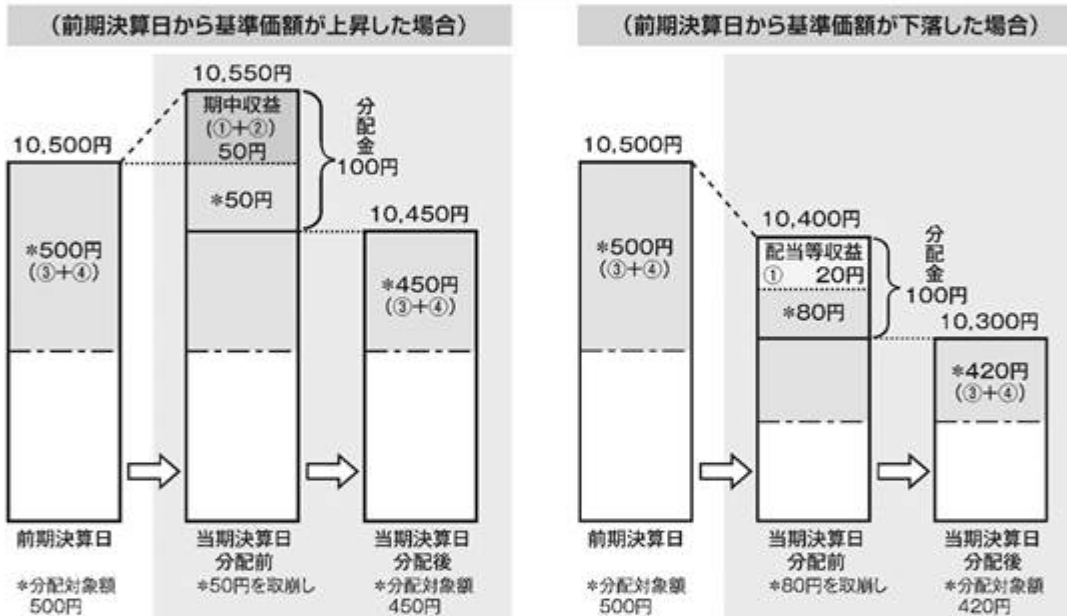 （前期決算日から基準価額が上昇した場合）
10,550円
期中収益
(①+②)
50円
分配金
100円
10,500円
*50円
10,450円
*500円
(③+④)
*450円
(③+④)
前期決算日
当期決算日
分配前
当期決算日
分配後
*分配対象額
500円
*50円を取崩し
*分配対象額
450円
（前期決算日から基準価額が下落した場合）
10,500円
10,400円
配当等収益
① 20円
分配金
100円
*500円
(③+④)
*80円
10,300円
*420円
(③+④)
前期決算日
当期決算日
分配前
当期決算日
分配後
*分配対象額
500円
*80円を取崩し
*分配対象額
420円